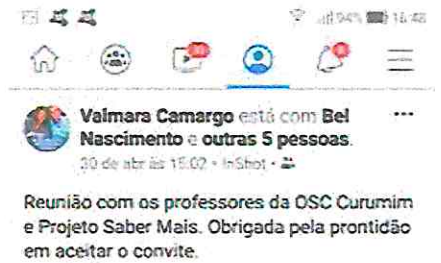 94% 16:48
Valmara Camargo está com Bel
Nascimento e outras 5 pessoas.
30 de abr às 15:02 • InShot •
Reunião com os professores da OSC Curumim
e Projeto Saber Mais. Obrigada pela prontidão
em aceitar o convite.